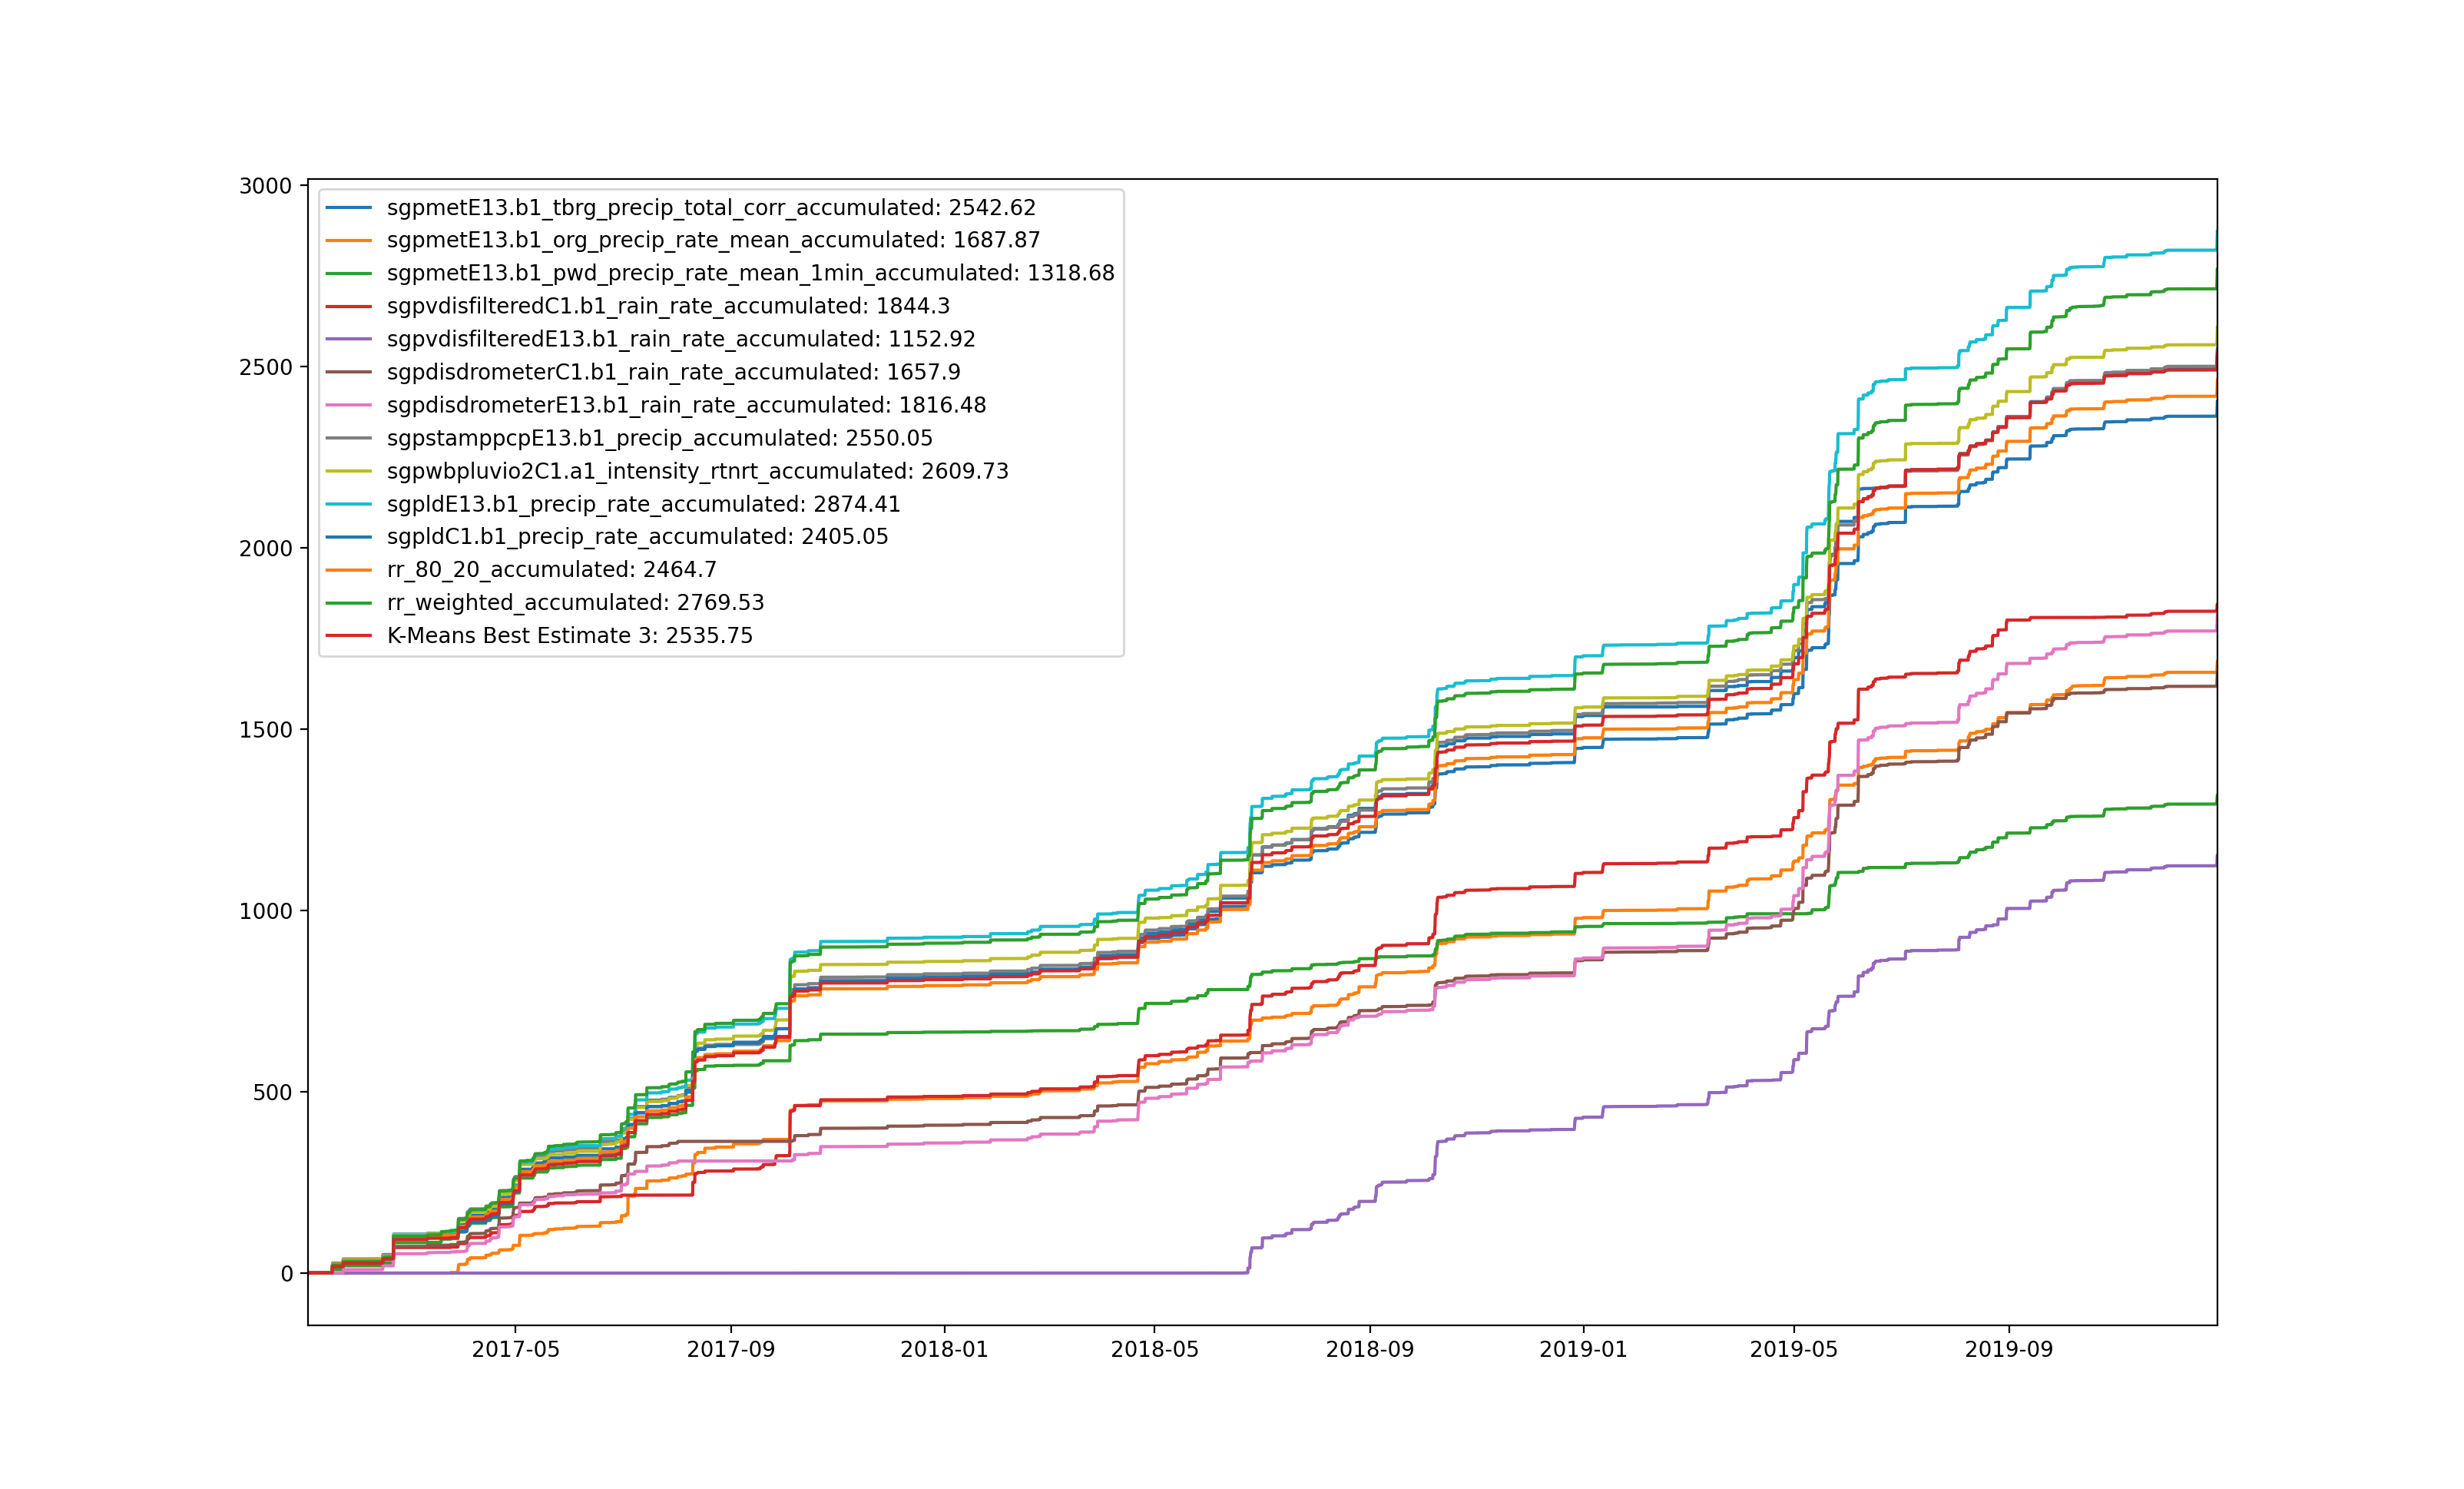 3000
2500
2000
1500
1000
500
0
sgpmetE13.b1_tbrg_precip_total_corr_accumulated: 2542.62
sgpmetE13.b1_org_precip_rate_mean_accumulated: 1687.87
sgpmetE13.b1_pwd_precip_rate_mean_1min_accumulated: 1318.68
sgpvdisfilteredC1.b1_rain_rate_accumulated: 1844.3
sgpvdisfilteredE13.b1_rain_rate_accumulated: 1152.92
sgpdisdrometerC1.b1_rain_rate_accumulated: 1657.9
sgpdisdrometerE13.b1_rain_rate_accumulated: 1816.48
sgpstamppcpE13.b1_precip_accumulated: 2550.05
sgpwbpluvio2C1.a1_intensity_rtnrt_accumulated: 2609.73
sgpldE13.b1_precip_rate_accumulated: 2874.41
sgpldC1.b1_precip_rate_accumulated: 2405.05
rr_80_20_accumulated: 2464.7
rr_weighted_accumulated: 2769.53
K-Means Best Estimate 3: 2535.75
2017-05 2017-09 2018-01 2018-05 2018-09 2019-01 2019-05 2019-09